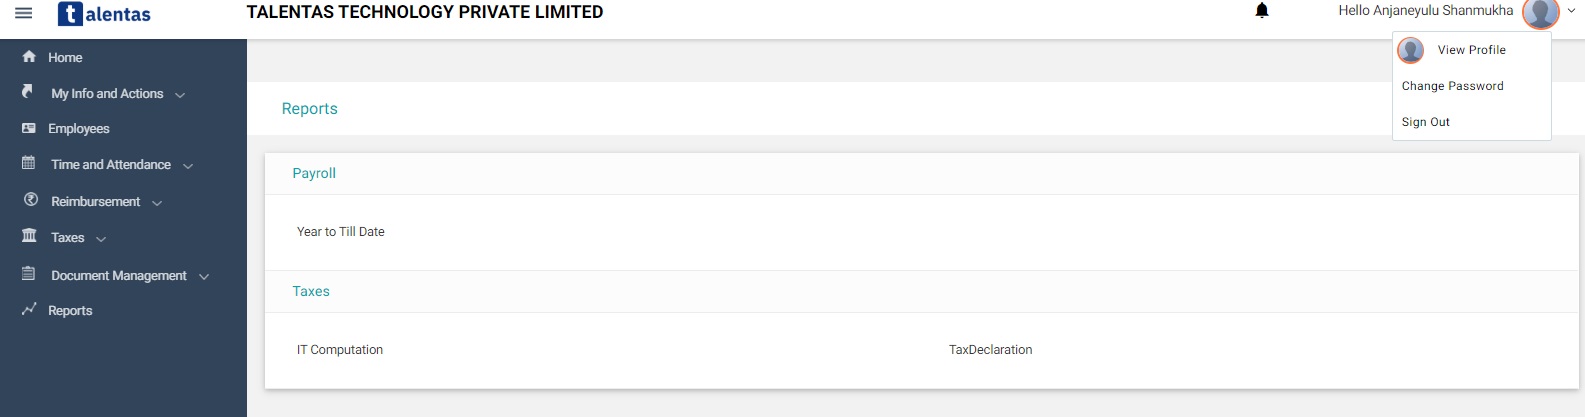 talentas
TALENTAS TECHNOLOGY PRIVATE LIMITED
Hello Anjaneyulu Shanmukha
View Profile
Change Password
Sign Out
Home
My Info and Actions
Employees
Time and Attendance
Reimbursement
Taxes
Document Management
Reports
Reports
Payroll
Year to Till Date
Taxes
IT Computation
TaxDeclaration